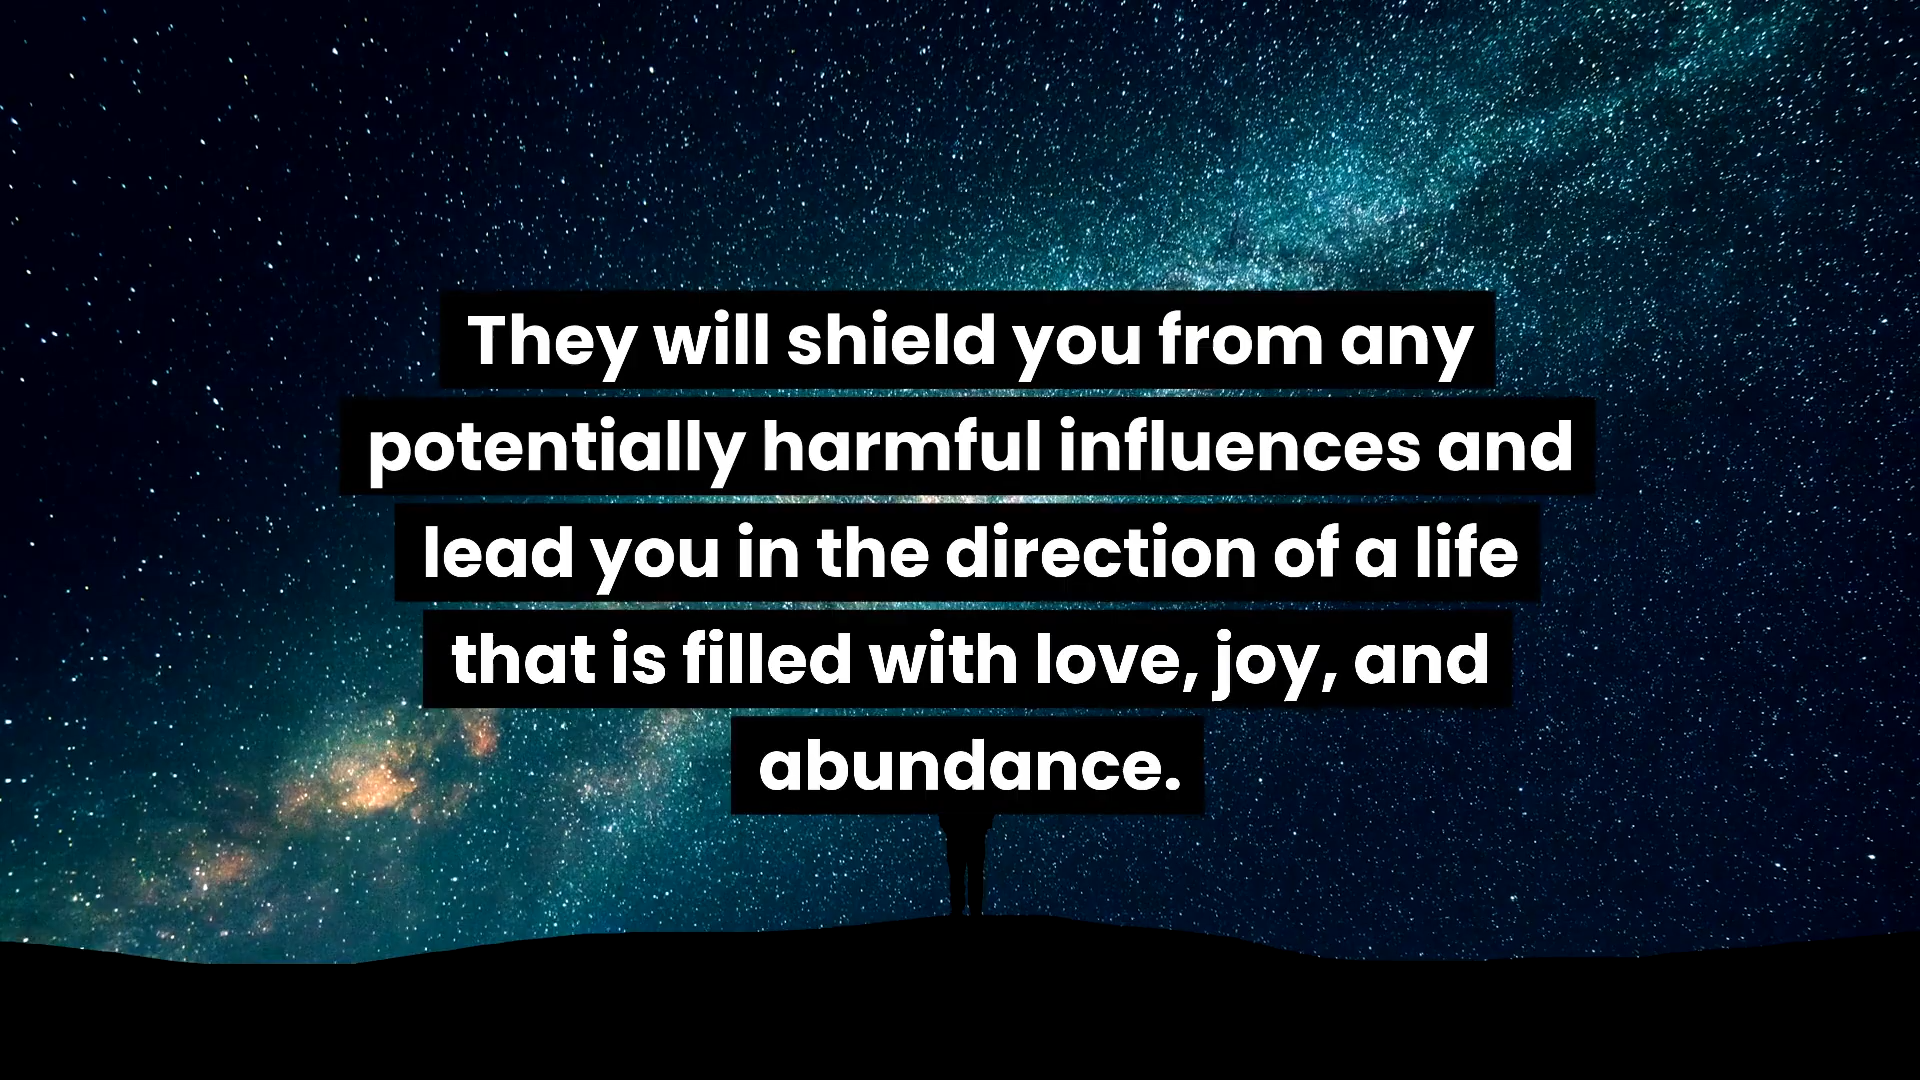 They will shield you from any
potentially harmful influences and
lead you in the direction of a life
that is filled with love, joy, and
abundance.